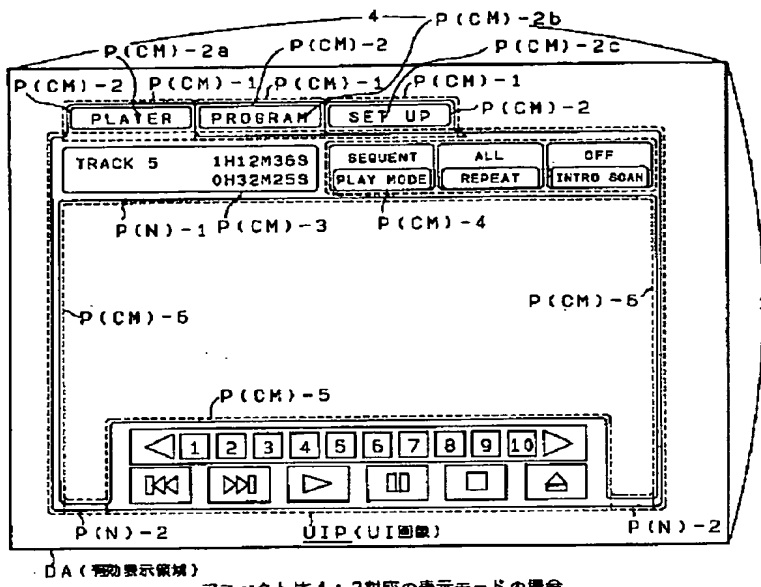 4
P(CM)-2b
P(CM)-2a P(CM)-2 P(CM)-2c
P(CM)-2 P(CM)-1 P(CM)-1 P(CM)-1
PLAYER PROGRAM SET UP P(CM)-2
TRACK 5 1H12M36S SEQUENT ALL OFF
0H32M25S PLAY MODE REPEAT INTRO SCAN
P(N)-1 P(CM)-3 P(CM)-4
P(CM)-6 P(CM)-6
P(CM)-5
1 2 3 4 5 6 7 8 9 10
P(N)-2 UIP(UI画像) P(N)-2
DA(有効表示領域)